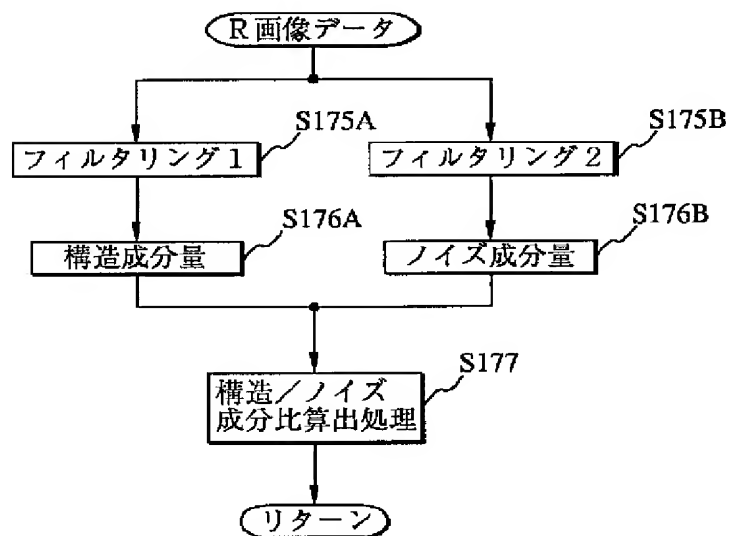 R画像データ
S175A
S175B
フィルタリング1
フィルタリング2
S176A
S176B
構造成分量
ノイズ成分量
S177
構造/ノイズ
成分比算出処理
リターン